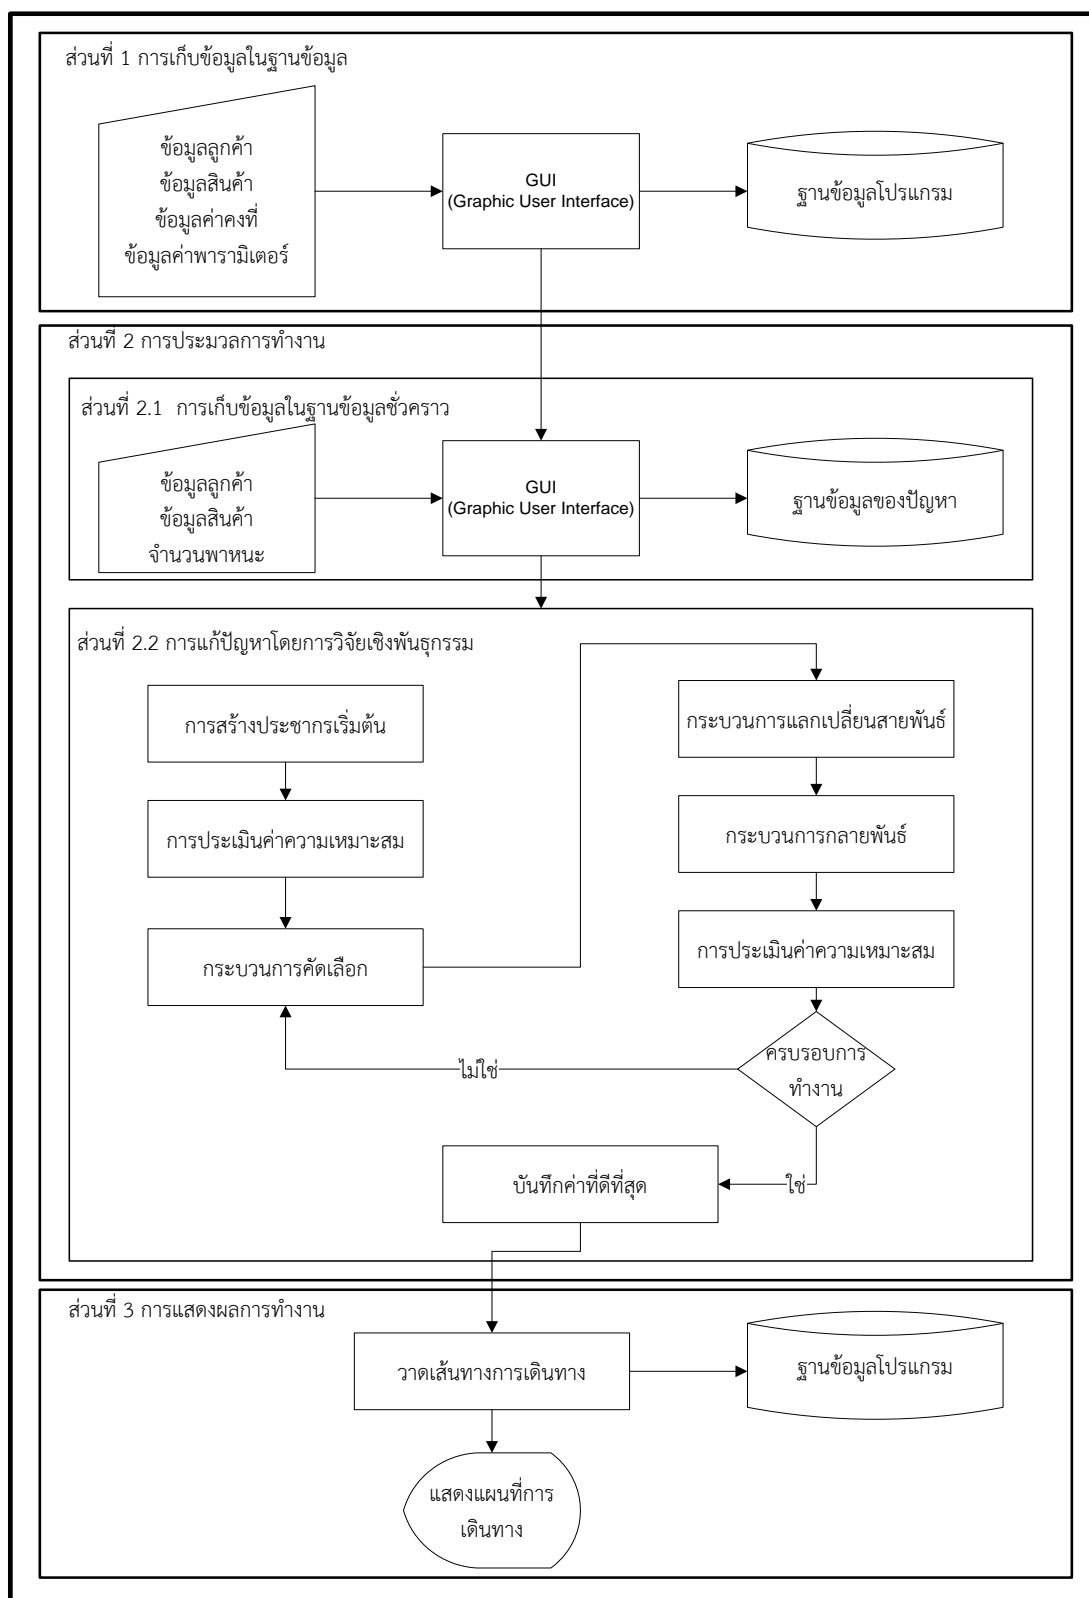 ส่วนที่ 1 การเก็บข้อมูลในฐานข้อมูล
ข้อมูลลูกค้า
ข้อมูลสินค้า
ข้อมูลค่าคงที่
ข้อมูลค่าพารามิเตอร์
GUI
(Graphic User Interface)
ฐานข้อมูลโปรแกรม
ส่วนที่ 2 การประมวลการทำงาน
ส่วนที่ 2.1 การเก็บข้อมูลในฐานข้อมูลชั่วคราว
ข้อมูลลูกค้า
ข้อมูลสินค้า
จำนวนพาหนะ
GUI
(Graphic User Interface)
ฐานข้อมูลของปัญหา
ส่วนที่ 2.2 การแก้ปัญหาโดยการวิจัยเชิงพันธุกรรม
การสร้างประชากรเริ่มต้น
การประเมินค่าความเหมาะสม
กระบวนการคัดเลือก
กระบวนการแลกเปลี่ยนสายพันธ์
กระบวนการกลายพันธ์
การประเมินค่าความเหมาะสม
ครบรอบการ
ทำงาน
ไม่ใช่
ใช่
บันทึกค่าที่ดีที่สุด
ส่วนที่ 3 การแสดงผลการทำงาน
วาดเส้นทางการเดินทาง
ฐานข้อมูลโปรแกรม
แสดงแผนที่การ
เดินทาง